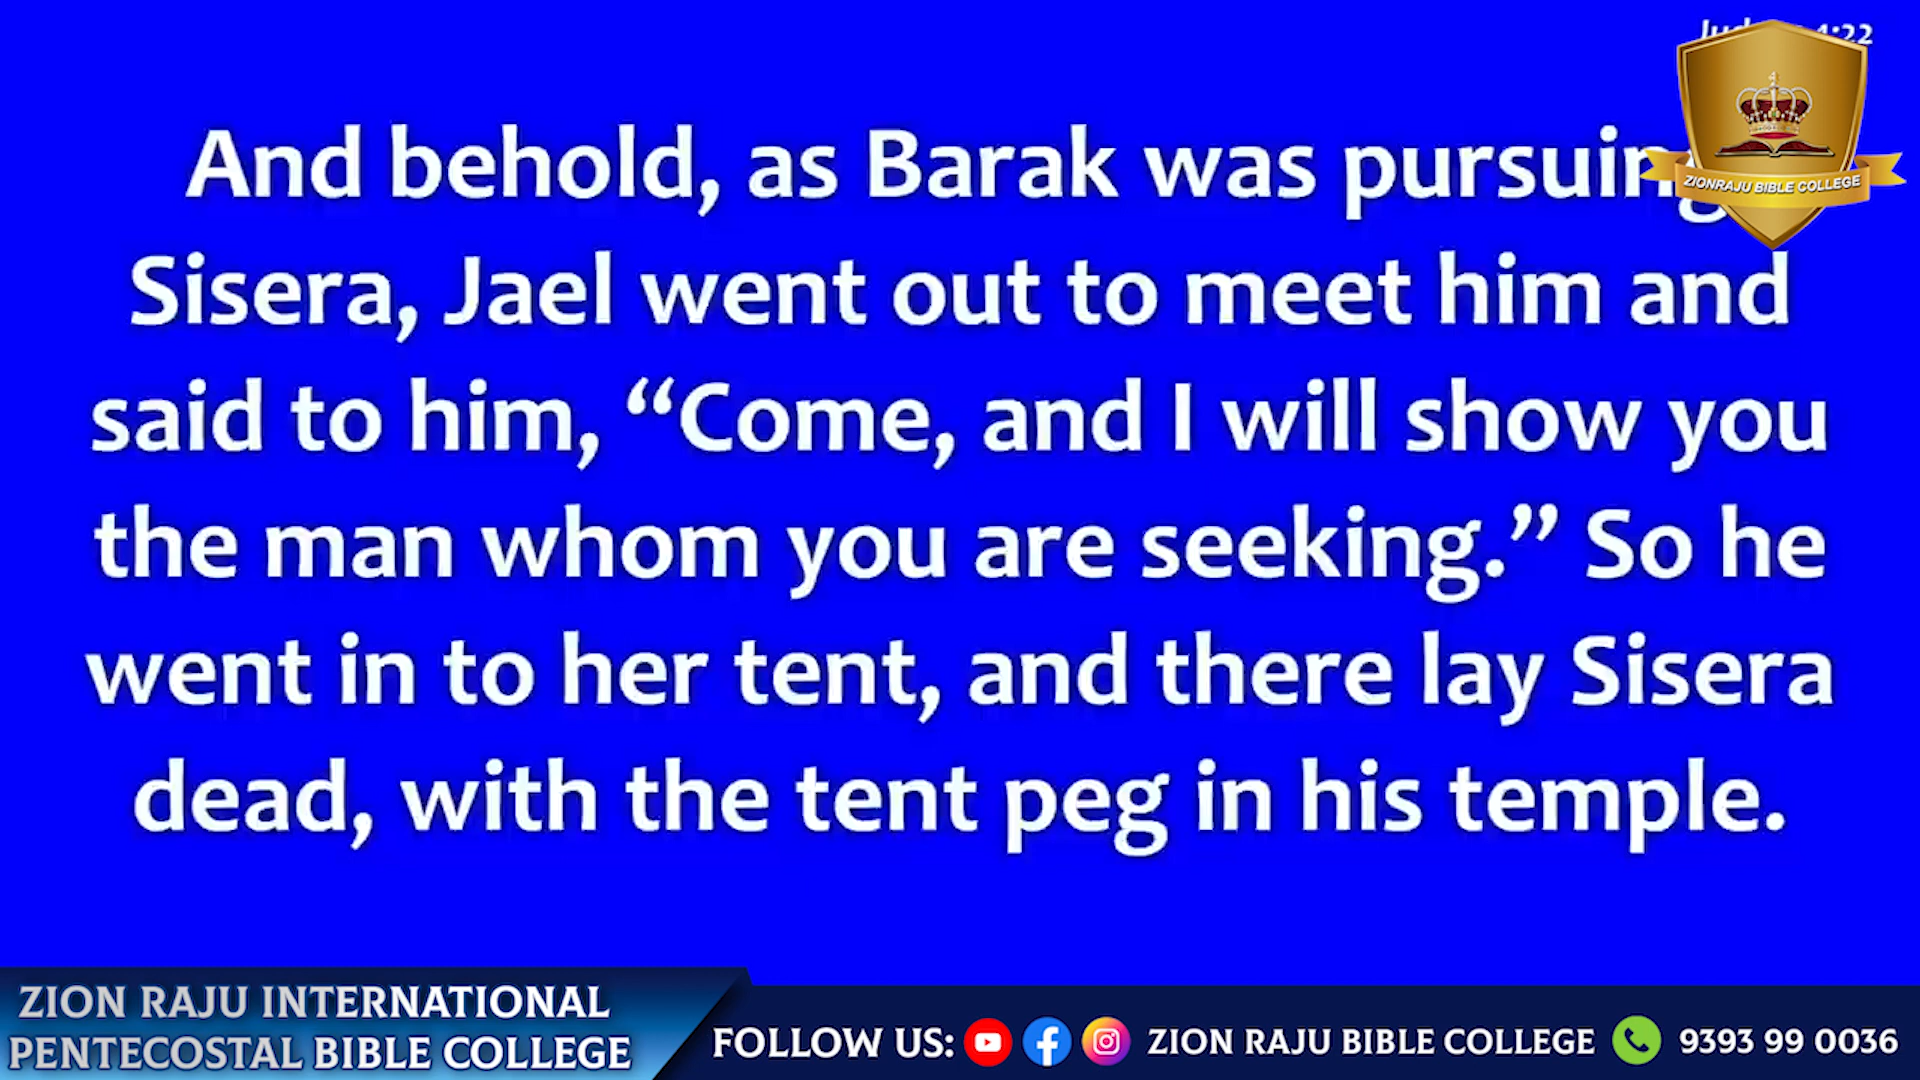 4:22
And behold, as Barak was pursuing
Sisera, Jael went out to meet him and
said to him, “Come, and I will show you
the man whom you are seeking.” So he
went in to her tent, and there lay Sisera
dead, with the tent peg in his temple.
ZIONRAJU BIBLE COLLEGE
ZION RAJU INTERNATIONAL
PENTECOSTAL BIBLE COLLEGE
FOLLOW US: ZION RAJU BIBLE COLLEGE 9393 99 0036